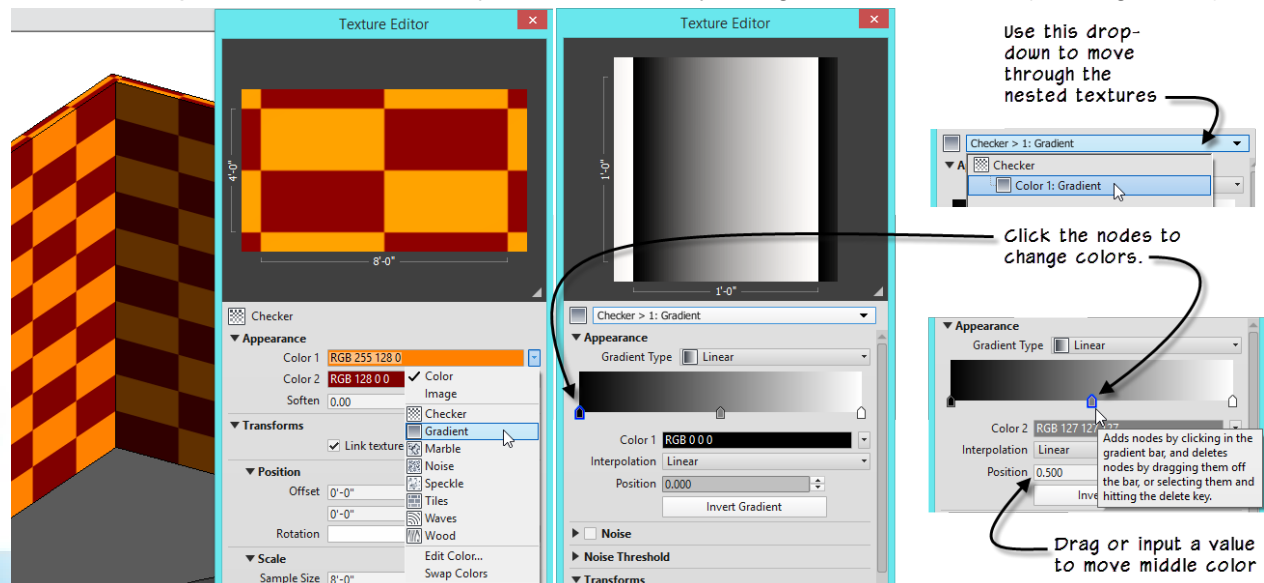 Texture Editor
4'-0"
8'-0"
Checker
Appearance
Color 1 RGB 255 128 0
Color 2 RGB 128 0 0
Soften 0.00
Transforms
Link texture
Position
Offset 0'-0"
0'-0"
Rotation
Scale
Sample Size 8'-0"
Color
Image
Checker
Gradient
Marble
Noise
Speckle
Tiles
Waves
Wood
Edit Color...
Swap Colors
Texture Editor
1'-0"
1'-0"
Checker > 1: Gradient
Appearance
Gradient Type Linear
Color 1 RGB 0 0 0
Interpolation Linear
Position 0.000
Invert Gradient
Noise
Noise Threshold
Transforms
Use this drop-
down to move
through the
nested textures
Checker > 1: Gradient
A
Checker
Color 1: Gradient
Click the nodes to
change colors.
Appearance
Gradient Type Linear
Color 2 RGB 127 127 127
Interpolation Linear
Position 0.500
Inve
Adds nodes by clicking in the
gradient bar, and deletes
nodes by dragging them off
the bar, or selecting them and
hitting the delete key.
Drag or input a value
to move middle color